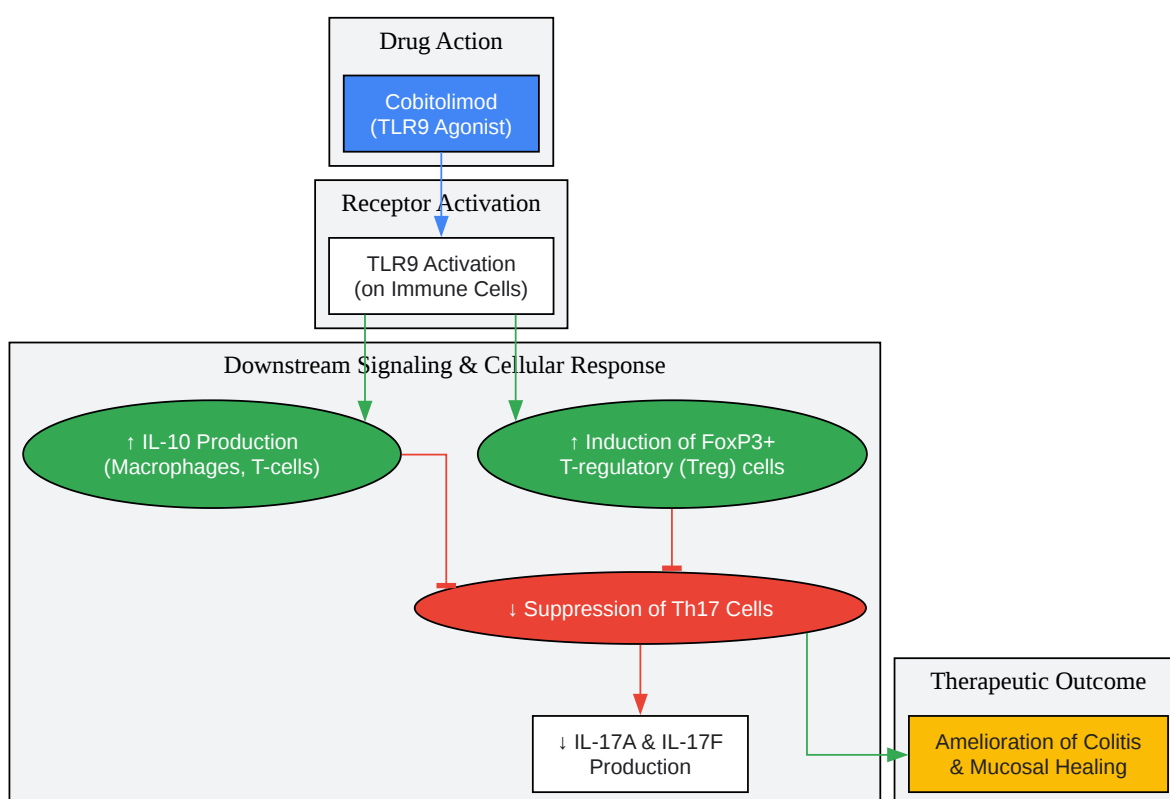 Drug Action
Cobitolimod
(TLR9 Agonist)
Receptor Activation
TLR9 Activation
(on Immune Cells)
Downstream Signaling & Cellular Response
↑ IL-10 Production
(Macrophages, T-cells)
↑ Induction of FoxP3+
T-regulatory (Treg) cells
↓ Suppression of Th17 Cells
↓ IL-17A & IL-17F
Production
Therapeutic Outcome
Amelioration of Colitis
& Mucosal Healing